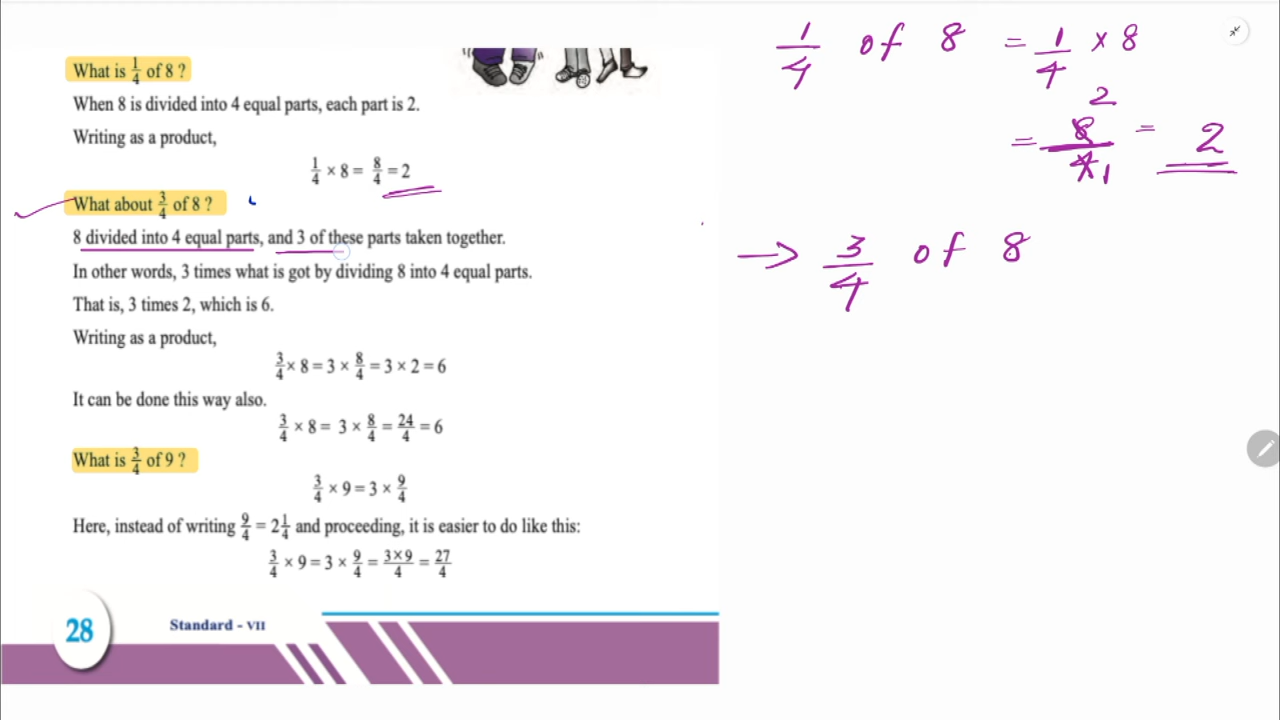 What is 1/4 of 8 ?
When 8 is divided into 4 equal parts, each part is 2.
Writing as a product,
1/4 × 8 = 8/4 = 2
What about 3/4 of 8 ?
8 divided into 4 equal parts, and 3 of these parts taken together.
In other words, 3 times what is got by dividing 8 into 4 equal parts.
That is, 3 times 2, which is 6.
Writing as a product,
3/4 × 8 = 3 × 8/4 = 3 × 2 = 6
It can be done this way also.
3/4 × 8 = 3 × 8/4 = 24/4 = 6
What is 3/4 of 9 ?
3/4 × 9 = 3 × 9/4
Here, instead of writing 9/4 = 2 1/4 and proceeding, it is easier to do like this:
3/4 × 9 = 3 × 9/4 = 3×9/4 = 27/4
28
Standard - VII
1/4 of 8 = 1/4 × 8
2
= 8/4 = 2
1
→ 3/4 of 8